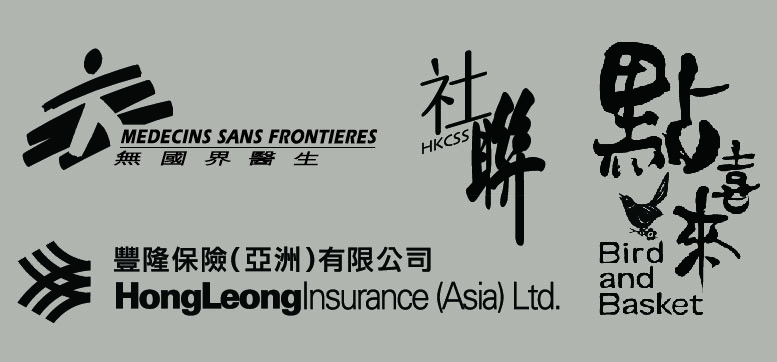 MEDECINS SANS FRONTIERES
無國界醫生
社聯
HKCSS
點喜來
Bird
and
Basket
豐隆保險(亞洲)有限公司
HongLeongInsurance (Asia) Ltd.